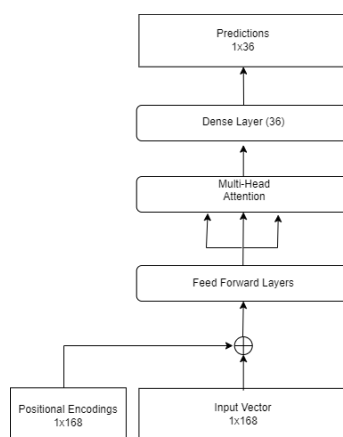 Predictions
1x36
Dense Layer (36)
Multi-Head
Attention
Feed Forward Layers
Positional Encodings
1x168
Input Vector
1x168